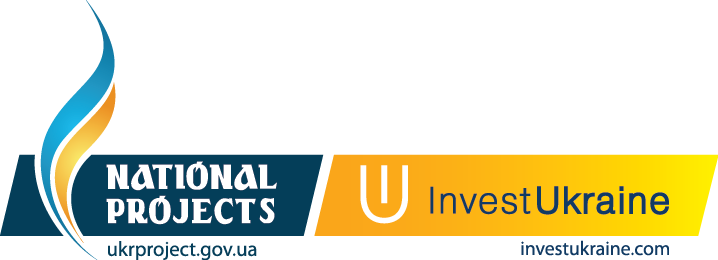 NATIONAL
PROJECTS
ukrproject.gov.ua
InvestUkraine
investukraine.com